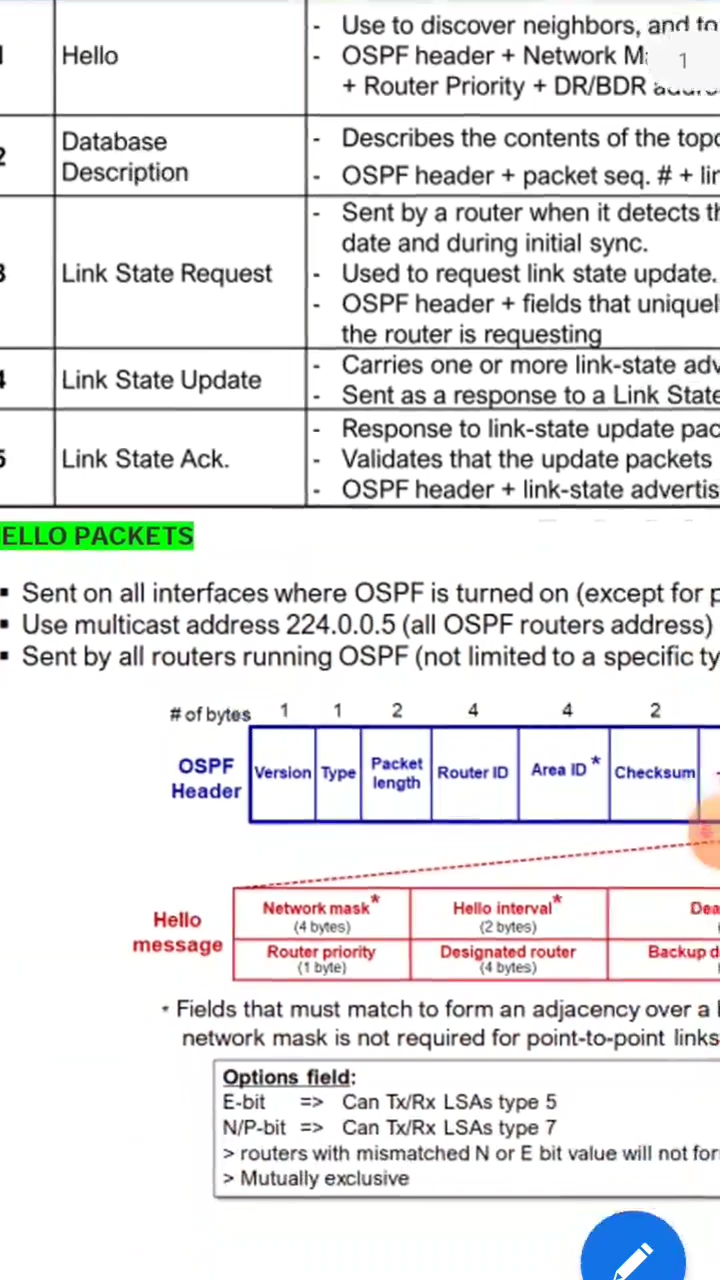 - Use to discover neighbors, and to
1
Hello
- OSPF header + Network
+ Router Priority + DR/BDR
2
Database
Description
- Describes the contents of the topo
- OSPF header + packet seq. # +
3
Link State Request
- Sent by a router when it detects
date and during initial sync.
- Used to request link state update.
- OSPF header + fields that
the router is requesting
4
Link State Update
- Carries one or more link-state adv
- Sent as a response to a Link State
5
Link State Ack.
- Response to link-state update
- Validates that the update packets
- OSPF header + link-state
ELLO PACKETS
▪ Sent on all interfaces where OSPF is turned on (except for p
▪ Use multicast address 224.0.0.5 (all OSPF routers address)
▪ Sent by all routers running OSPF (not limited to a specific ty
# of bytes 1 1 2 4 4 2
OSPF
Header
Version
Type
Packet
length
Router ID
Area ID *
Checksum
Hello
message
Network mask*
(4 bytes)
Hello interval*
(2 bytes)
Dea
Router priority
(1 byte)
Designated router
(4 bytes)
Backup d
* Fields that must match to form an adjacency over a
network mask is not required for point-to-point links
Options field:
E-bit => Can Tx/Rx LSAs type 5
N/P-bit => Can Tx/Rx LSAs type 7
> routers with mismatched N or E bit value will not for
> Mutually exclusive